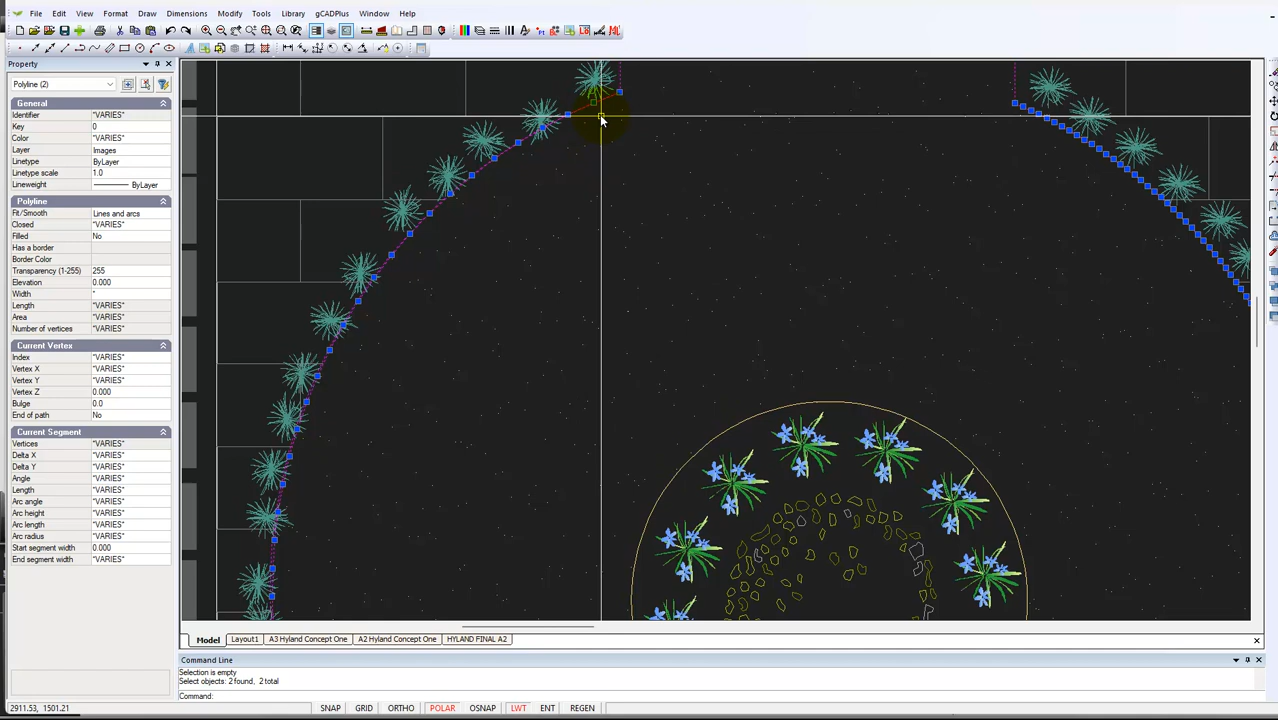 File Edit View Insert Format Draw Dimensions Modify Tools Library gCADPlus Window Help
Property
Polyline (2)
General
Identifier *VARIES*
Key 0
Color *VARIES*
Layer Images
Linetype ByLayer
Linetype scale 1.0
Lineweight ByLayer
Polyline
Fit/Smooth Lines and arcs
Closed *VARIES*
Filled No
Has a border
Border Color
Transparency (1-255) 255
Elevation 0.000
Width *
Length *VARIES*
Area *VARIES*
Number of vertices *VARIES*
Current Vertex
Index *VARIES*
Vertex X *VARIES*
Vertex Y *VARIES*
Vertex Z 0.000
Bulge 0.0
End of path No
Current Segment
Vertices *VARIES*
Delta X *VARIES*
Delta Y *VARIES*
Angle *VARIES*
Length *VARIES*
Arc angle *VARIES*
Arc height *VARIES*
Arc length *VARIES*
Arc radius *VARIES*
Start segment width 0.000
End segment width *VARIES*
Model Layout1 A3 Hyland Concept One A2 Hyland Concept One HYLAND FINAL A2
Command Line
Selection is empty
Select objects: 2 found, 2 total
Command:
2911.53, 1501.21 SNAP GRID ORTHO POLAR OSNAP LWT ENT REGEN